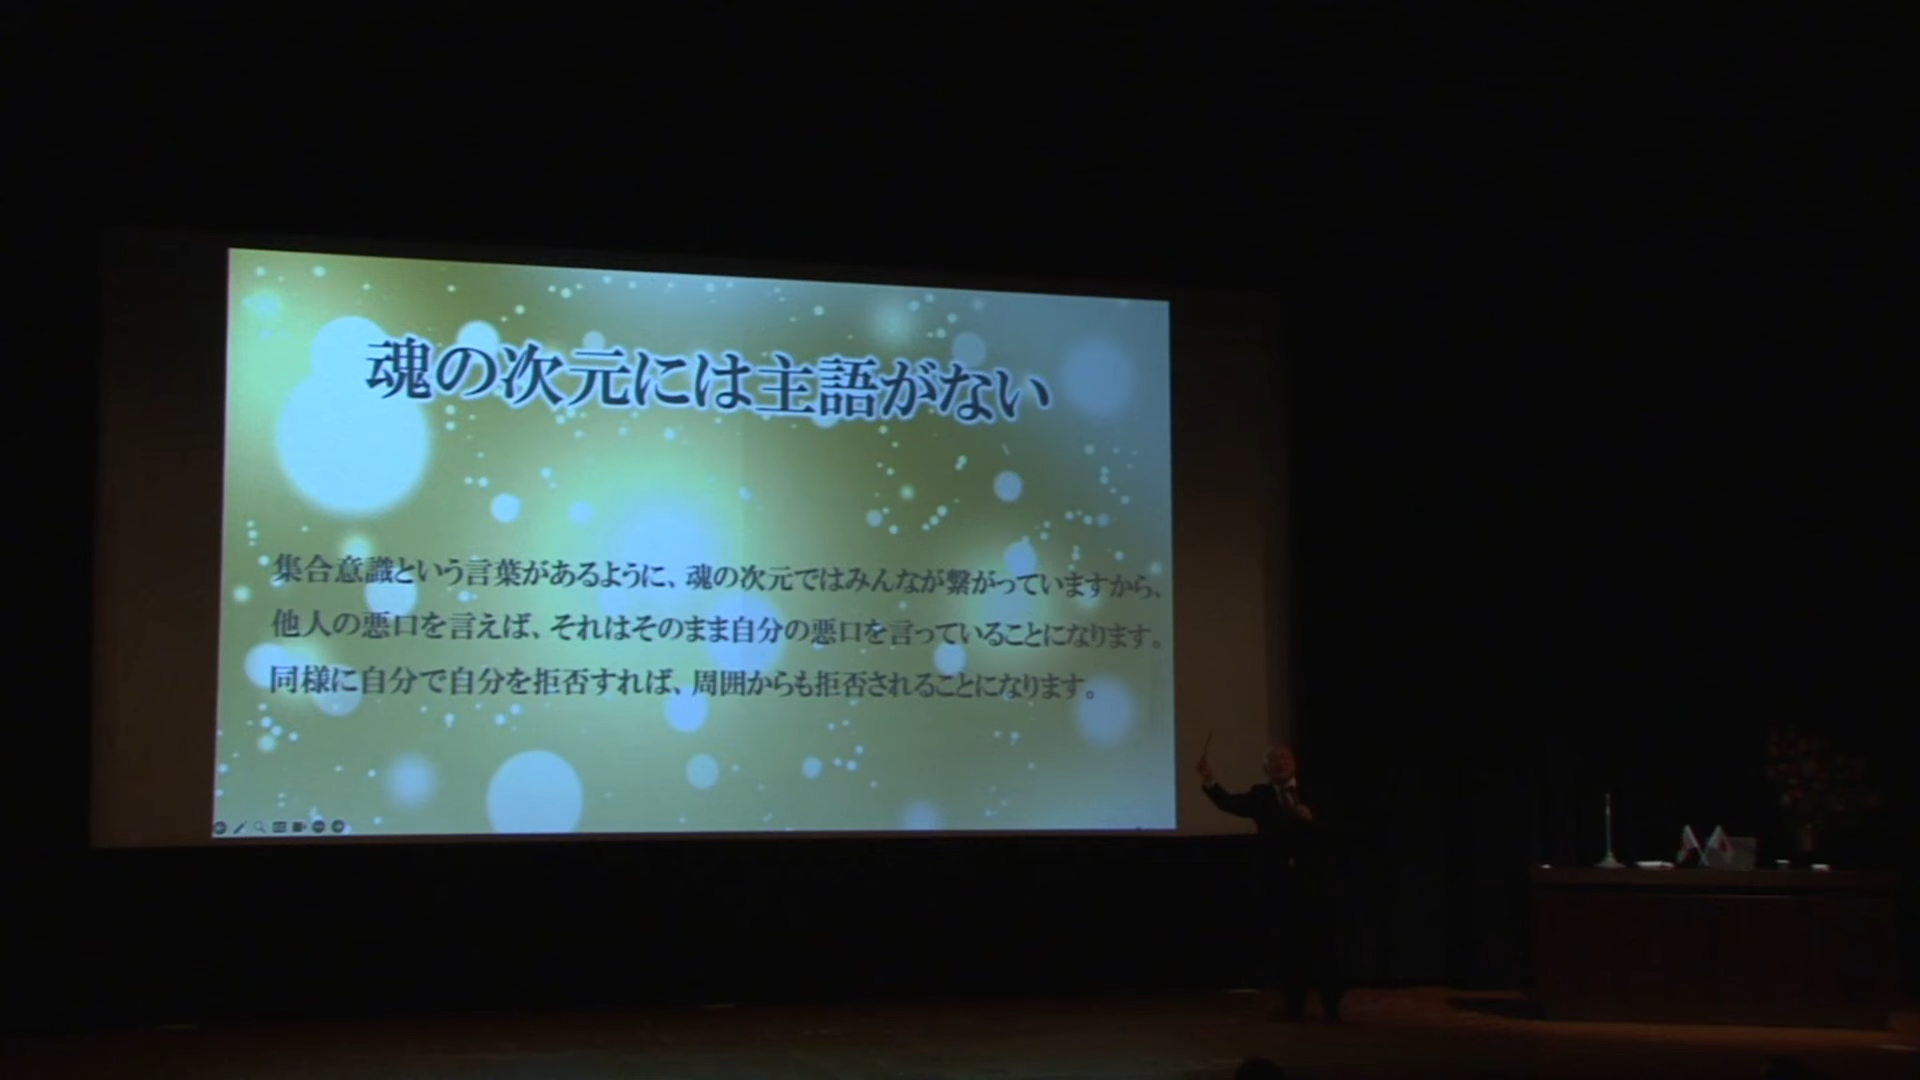 魂の次元には主語がない
集合意識という言葉があるように、魂の次元ではみんなが繋がっていますから、
他人の悪口を言えば、それはそのまま自分の悪口を言っていることになります。
同様に自分で自分を拒否すれば、周囲からも拒否されることになります。